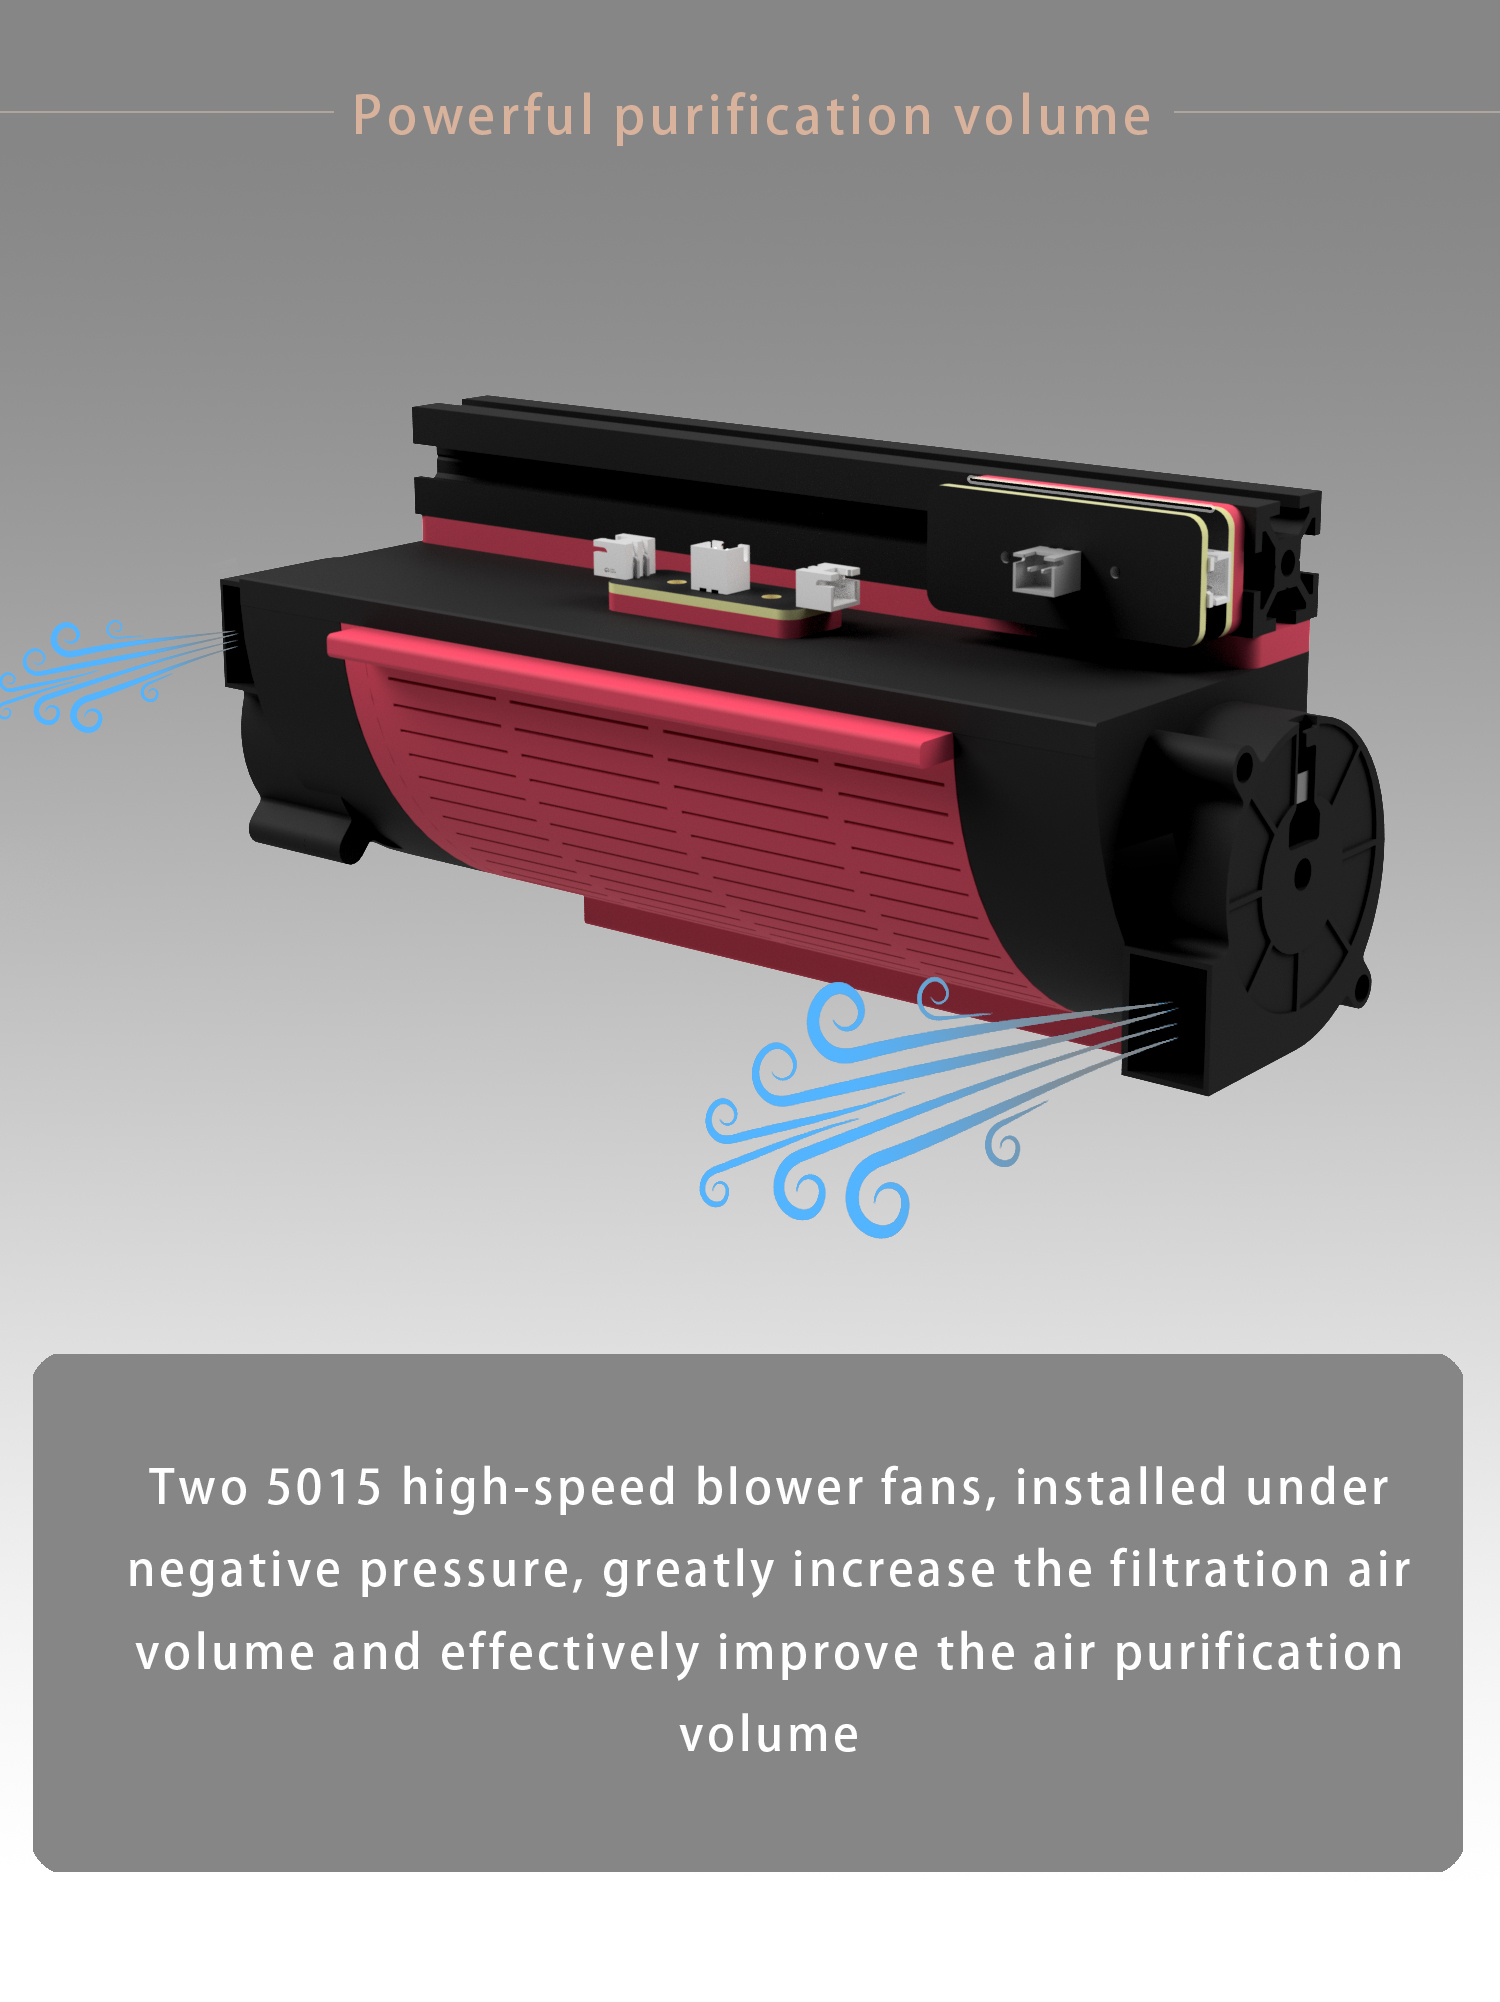 Powerful purification volume
Two 5015 high-speed blower fans, installed under
negative pressure, greatly increase the filtration air
volume and effectively improve the air purification
volume